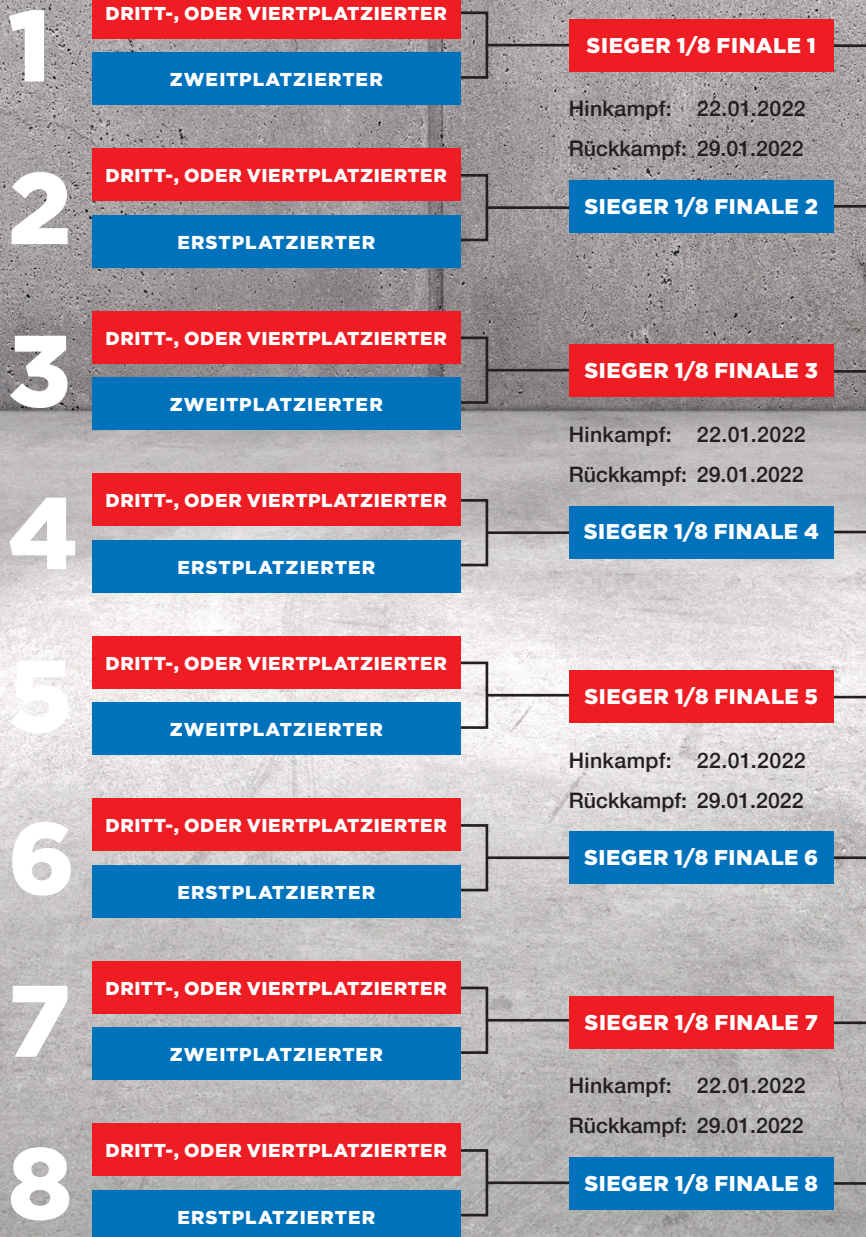 1
DRITT-, ODER VIERTPLATZIERTER
ZWEITPLATZIERTER
SIEGER 1/8 FINALE 1
Hinkampf: 22.01.2022
Rückkampf: 29.01.2022
2
DRITT-, ODER VIERTPLATZIERTER
ERSTPLATZIERTER
SIEGER 1/8 FINALE 2
3
DRITT-, ODER VIERTPLATZIERTER
ZWEITPLATZIERTER
SIEGER 1/8 FINALE 3
Hinkampf: 22.01.2022
Rückkampf: 29.01.2022
4
DRITT-, ODER VIERTPLATZIERTER
ERSTPLATZIERTER
SIEGER 1/8 FINALE 4
5
DRITT-, ODER VIERTPLATZIERTER
ZWEITPLATZIERTER
SIEGER 1/8 FINALE 5
Hinkampf: 22.01.2022
Rückkampf: 29.01.2022
6
DRITT-, ODER VIERTPLATZIERTER
ERSTPLATZIERTER
SIEGER 1/8 FINALE 6
7
DRITT-, ODER VIERTPLATZIERTER
ZWEITPLATZIERTER
SIEGER 1/8 FINALE 7
Hinkampf: 22.01.2022
Rückkampf: 29.01.2022
8
DRITT-, ODER VIERTPLATZIERTER
ERSTPLATZIERTER
SIEGER 1/8 FINALE 8